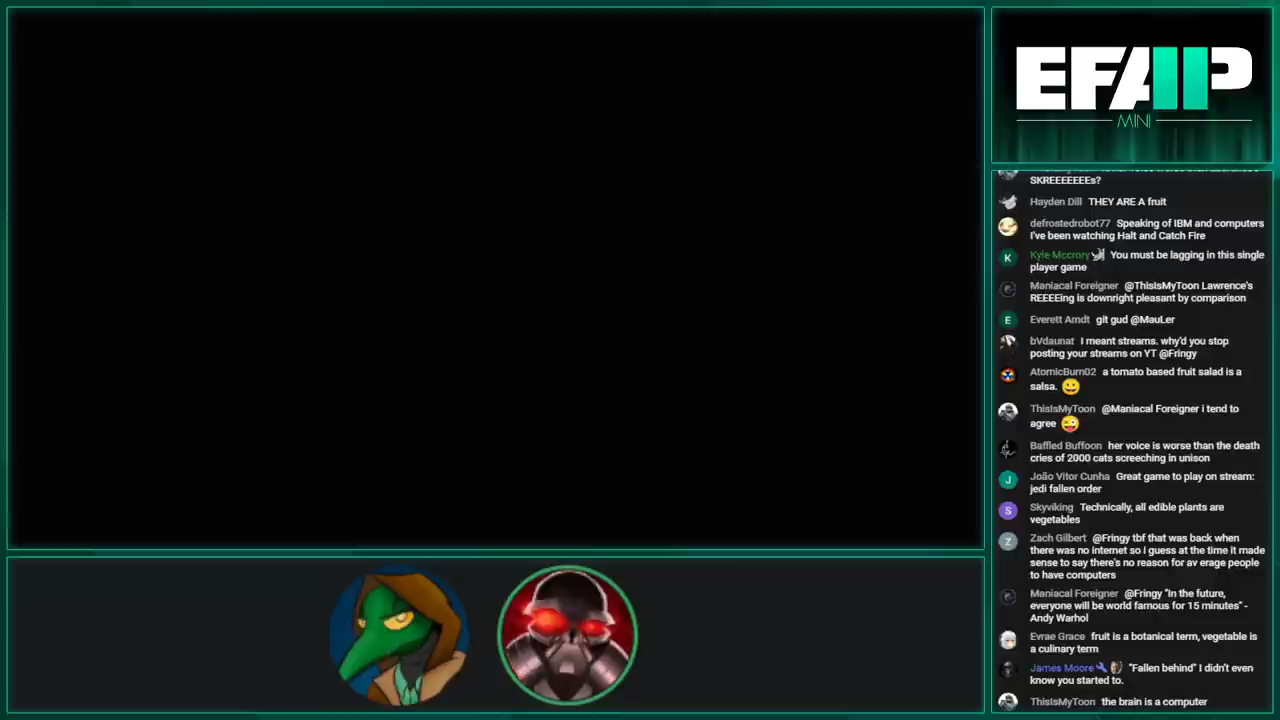 EFAP
MINI
SKREEEEEEEs?
Hayden Dill THEY ARE A fruit
defrostedrobot77 Speaking of IBM and computers
I've been watching Halt and Catch Fire
K
Kyle Mccrory You must be lagging in this single
player game
Maniacal Foreigner @ThisIsMyToon Lawrence's
REEEEing is downright pleasant by comparison
E
Everett Arndt git gud @MauLer
bVdaunat I meant streams. why'd you stop
posting your streams on YT @Fringy
AtomicBurn02 a tomato based fruit salad is a
salsa. 😀
ThisIsMyToon @Maniacal Foreigner i tend to
agree 😜
Baffled Buffoon her voice is worse than the death
cries of 2000 cats screeching in unison
J
João Vitor Cunha Great game to play on stream:
jedi fallen order
S
Skyviking Technically, all edible plants are
vegetables
Z
Zach Gilbert @Fringy tbf that was back when
there was no internet so i guess at the time it made
sense to say there's no reason for av erage people
to have computers
Maniacal Foreigner @Fringy "In the future,
everyone will be world famous for 15 minutes" -
Andy Warhol
Evrae Grace fruit is a botanical term, vegetable is
a culinary term
James Moore "Fallen behind" I didn't even
know you started to.
ThisIsMyToon the brain is a computer